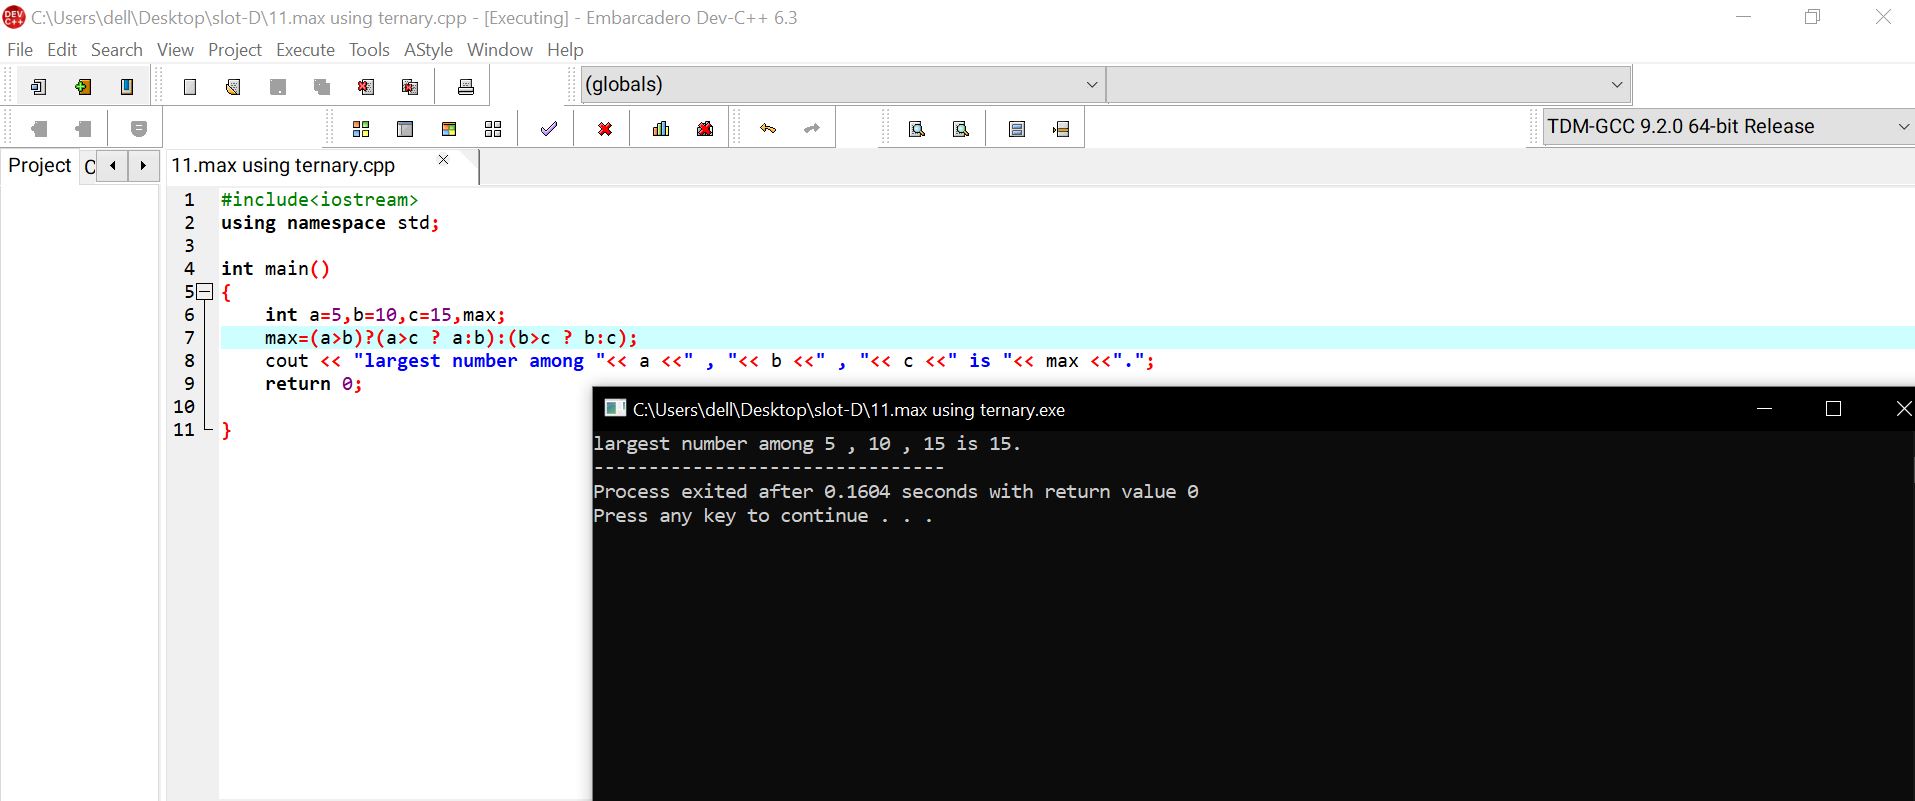 C:\Users\dell\Desktop\slot-D\11.max using ternary.cpp - [Executing] - Embarcadero Dev-C++ 6.3
File Edit Search View Project Execute Tools AStyle Window Help
(globals)
TDM-GCC 9.2.0 64-bit Release
Project C
11.max using ternary.cpp
1 #include<iostream>
2 using namespace std;
3
4 int main()
5 {
6 int a=5,b=10,c=15,max;
7 max=(a>b)?(a>c ? a:b):(b>c ? b:c);
8 cout << "largest number among "<< a <<" , "<< b <<" , "<< c <<" is "<< max <<".";
9 return 0;
10
11 }
C:\Users\dell\Desktop\slot-D\11.max using ternary.exe
largest number among 5 , 10 , 15 is 15.
--------------------------------
Process exited after 0.1604 seconds with return value 0
Press any key to continue . . .